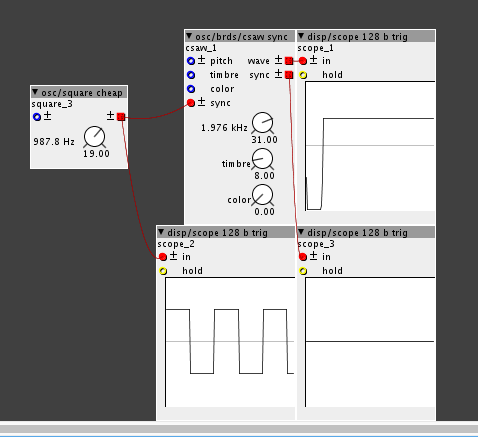 osc/brds/csaw sync
disp/scope 128 b trig
csaw_1
scope_1
pitch wave
in
timbre sync
hold
color
sync
osc/square cheap
square_3
1.976 kHz
31.00
987.8 Hz
19.00
timbre
8.00
color
0.00
disp/scope 128 b trig
disp/scope 128 b trig
scope_2
scope_3
in
in
hold
hold